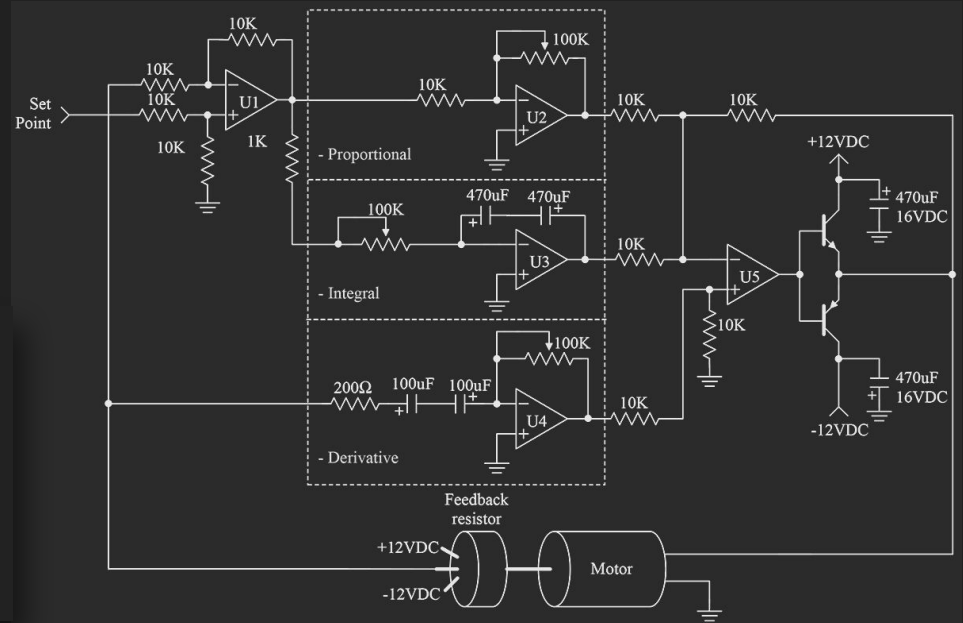 10K
10K
Set
Point
10K
U1
10K
1K
10K
100K
U2
- Proportional
10K
10K
+12VDC
470uF
16VDC
100K
470uF
470uF
U3
- Integral
10K
U5
10K
200Ω
100uF
100uF
100K
U4
- Derivative
10K
470uF
16VDC
-12VDC
Feedback
resistor
+12VDC
-12VDC
Motor